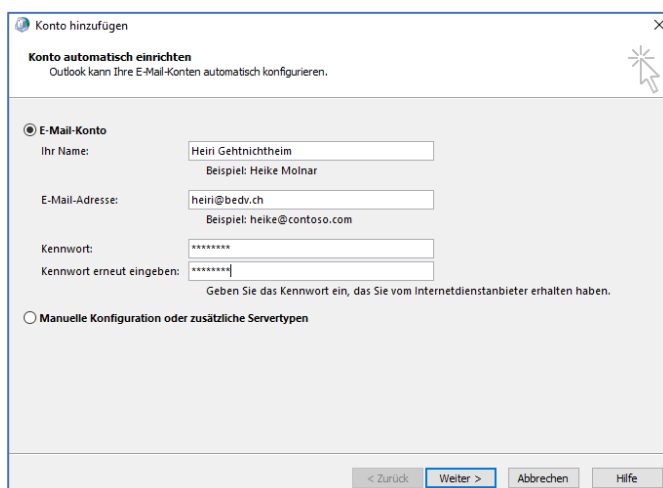 Konto hinzufügen
Konto automatisch einrichten
Outlook kann Ihre E-Mail-Konten automatisch konfigurieren.
E-Mail-Konto
Ihr Name: Heiri Gehtnichtheim
Beispiel: Heike Molnar
E-Mail-Adresse: heiri@bedv.ch
Beispiel: heike@contoso.com
Kennwort: ********
Kennwort erneut eingeben: ********
Geben Sie das Kennwort ein, das Sie vom Internetdienstanbieter erhalten haben.
Manuelle Konfiguration oder zusätzliche Servertypen
< Zurück Weiter > Abbrechen Hilfe